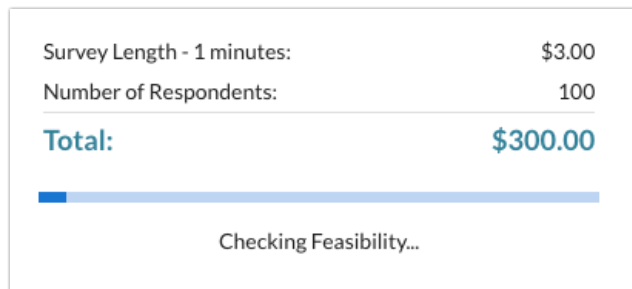 Survey Length - 1 minutes: $3.00
Number of Respondents: 100
Total: $300.00
Checking Feasibility...